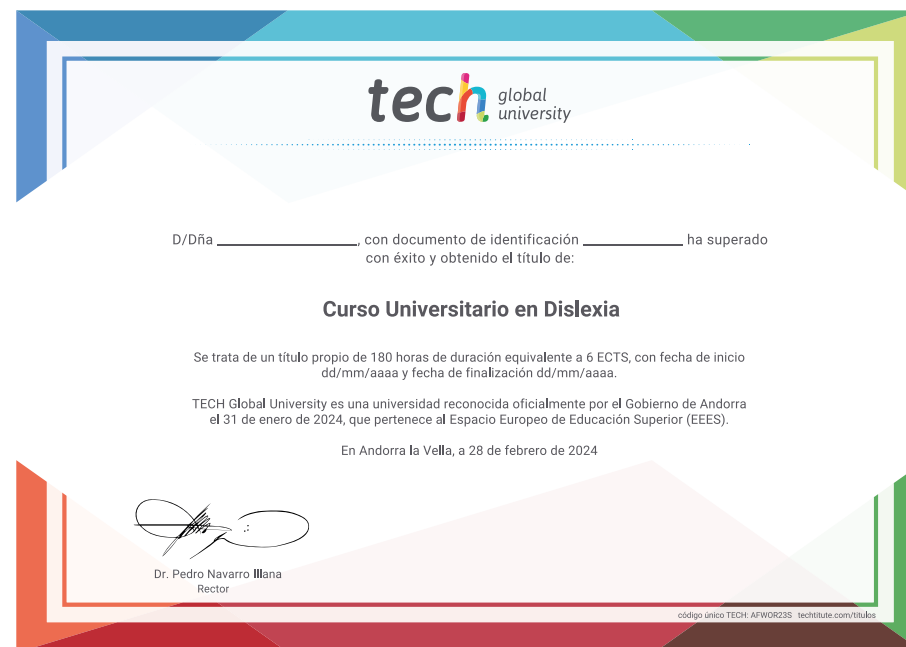 tech global university
D/Dña ________________, con documento de identificación ____________ ha superado
con éxito y obtenido el título de:
Curso Universitario en Dislexia
Se trata de un título propio de 180 horas de duración equivalente a 6 ECTS, con fecha de inicio
dd/mm/aaaa y fecha de finalización dd/mm/aaaa.
TECH Global University es una universidad reconocida oficialmente por el Gobierno de Andorra
el 31 de enero de 2024, que pertenece al Espacio Europeo de Educación Superior (EEES).
En Andorra la Vella, a 28 de febrero de 2024
Dr. Pedro Navarro Illana
Rector
código único TECH: AFWOR23S techtitute.com/titulos